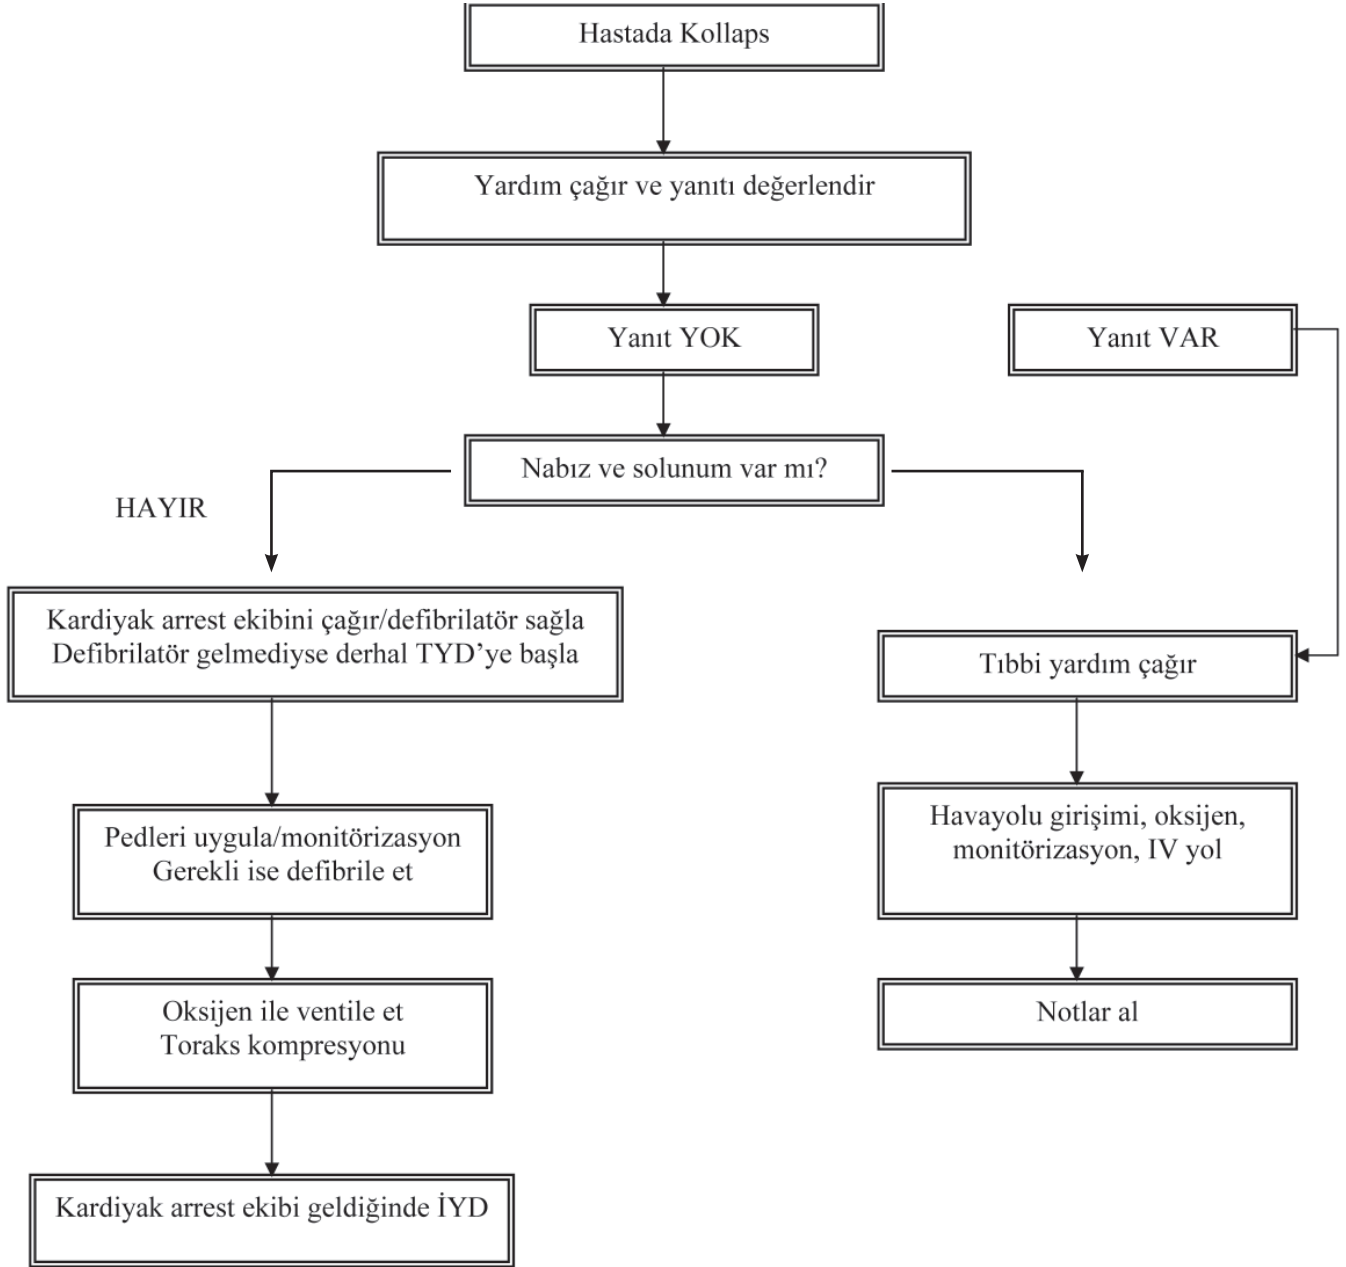 Hastada Kollaps
Yardım çağır ve yanıtı değerlendir
Yanıt YOK
Yanıt VAR
Nabız ve solunum var mı?
HAYIR
Kardiyak arrest ekibini çağır/defibrilatör sağla
Defibrilatör gelmediyse derhal TYD’ye başla
Tıbbi yardım çağır
Pedleri uygula/monitörizasyon
Gerekli ise defibrile et
Havayolu girişimi, oksijen,
monitörizasyon, IV yol
Oksijen ile ventile et
Toraks kompresyonu
Notlar al
Kardiyak arrest ekibi geldiğinde İYD